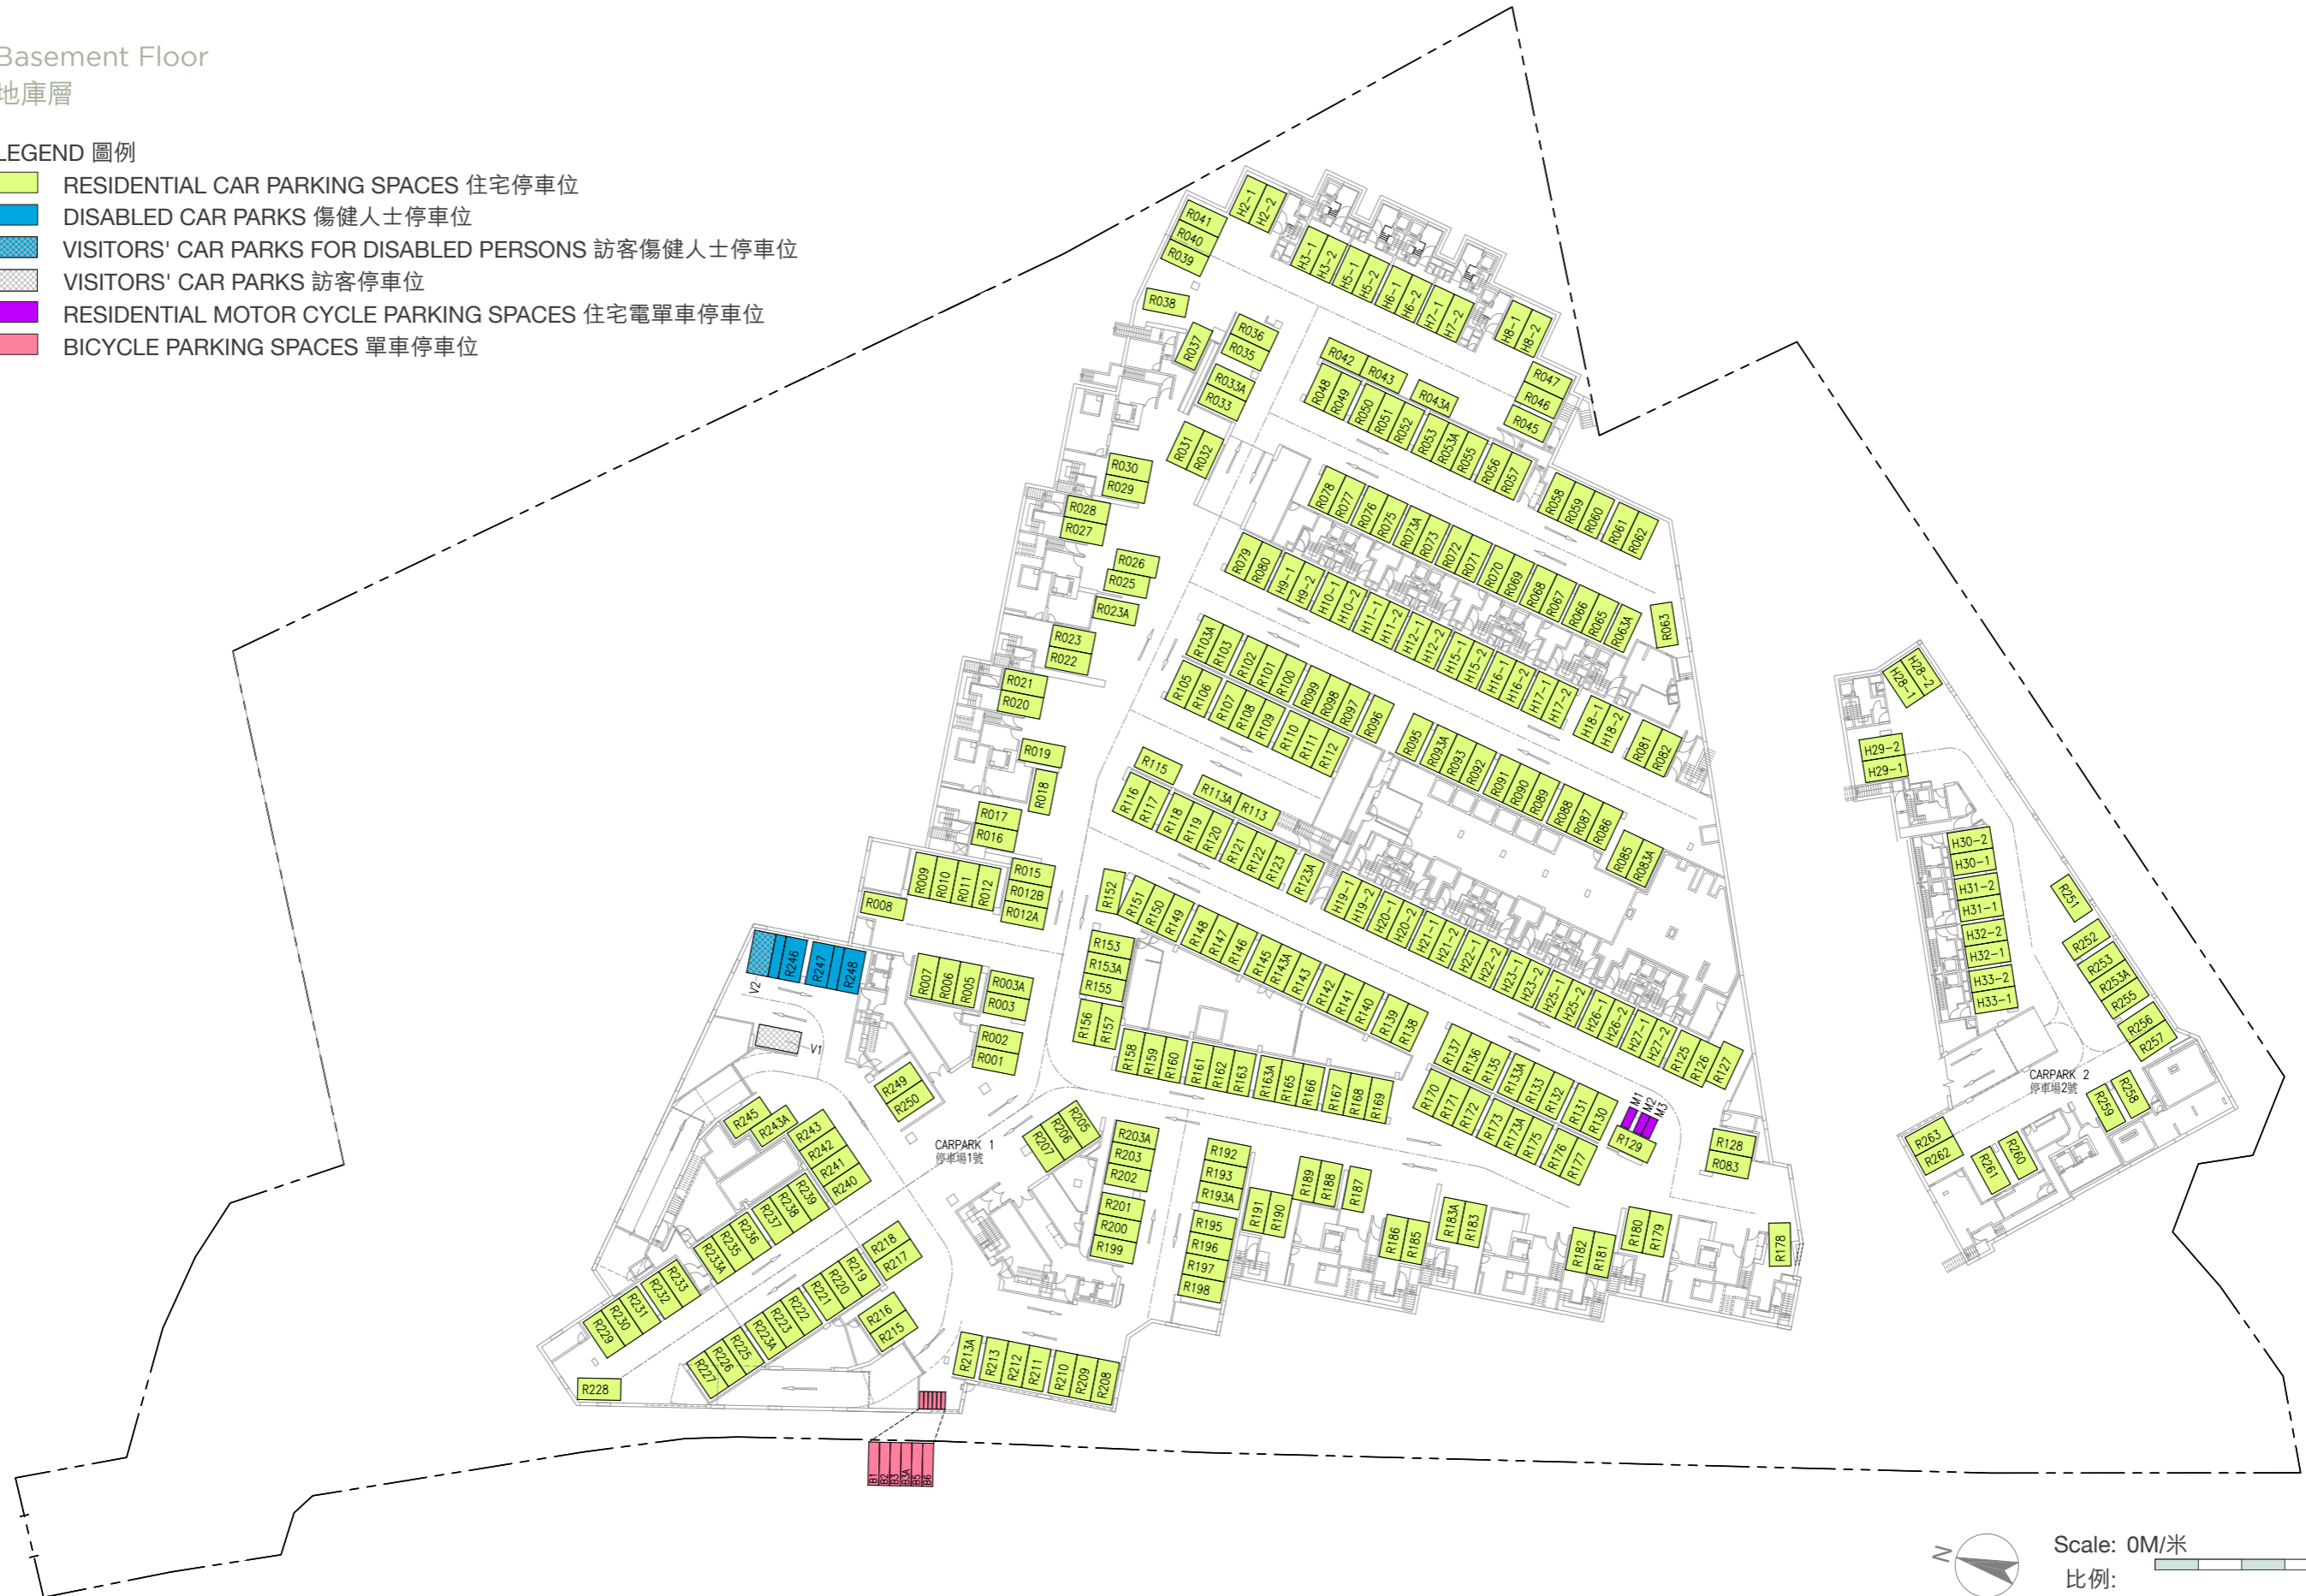 Basement Floor
地庫層
LEGEND 圖例
RESIDENTIAL CAR PARKING SPACES 住宅停車位
DISABLED CAR PARKS 傷健人士停車位
VISITORS' CAR PARKS FOR DISABLED PERSONS 訪客傷健人士停車位
VISITORS' CAR PARKS 訪客停車位
RESIDENTIAL MOTOR CYCLE PARKING SPACES 住宅電單車停車位
BICYCLE PARKING SPACES 單車停車位
H2-1
H2-2
R041
R040
R039
H3-1
H3-2
H5-1
H5-2
H6-1
H6-2
H7-1
H7-2
H8-1
H8-2
R038
R037
R036
R035
R033A
R033
R031
R032
R042
R043
R043A
R047
R046
R045
R048
R049
R050
R051
R052
R053
R053A
R055
R056
R057
R058
R059
R060
R061
R062
R030
R029
R028
R027
R026
R025
R023A
R023
R022
R021
R020
R019
R018
R017
R016
R078
R077
R076
R075
R073A
R073
R072
R071
R070
R069
R068
R067
R066
R065
R063A
R063
R079
R080
H9-1
H9-2
H10-1
H10-2
H11-1
H11-2
H12-1
H12-2
H15-1
H15-2
H16-1
H16-2
H17-1
H17-2
H18-1
H18-2
R081
R082
R103A
R103
R102
R101
R100
R099
R098
R097
R096
R095
R093A
R093
R092
R091
R090
R089
R088
R087
R086
R085
R083A
R105
R106
R107
R108
R109
R110
R111
R112
R115
R113A
R113
R116
R117
R118
R119
R120
R121
R122
R123
R123A
H19-1
H19-2
H20-1
H20-2
H21-1
H21-2
H22-1
H22-2
H23-1
H23-2
H25-1
H25-2
H26-1
H26-2
H27-1
H27-2
R125
R126
R127
R009
R010
R011
R012
R015
R012B
R012A
R008
R152
R151
R150
R149
R148
R147
R146
R145
R143A
R143
R142
R141
R140
R139
R138
R153
R153A
R155
R156
R157
R246
R247
R248
V2
V1
R007
R006
R005
R003A
R003
R002
R001
R249
R250
R158
R159
R160
R161
R162
R163
R163A
R165
R166
R167
R168
R169
R137
R136
R135
R133A
R133
R132
R131
R130
R170
R171
R172
R173
R173A
R175
R176
R177
M1
M2
M3
R129
R128
R083
CARPARK 1
停車場1號
R207
R206
R205
R203A
R203
R202
R201
R200
R199
R192
R193
R193A
R195
R196
R197
R198
R191
R190
R189
R188
R187
R186
R185
R183A
R183
R182
R181
R180
R179
R178
R245
R243A
R243
R242
R241
R240
R239
R238
R237
R236
R235
R233A
R233
R232
R231
R230
R229
R228
R227
R226
R225
R223A
R223
R222
R221
R220
R219
R218
R217
R216
R215
R213A
R213
R212
R211
R210
R209
R208
B1
B2
B3
B3A
B5
B6
H28-1
H28-2
H29-2
H29-1
H30-2
H30-1
H31-2
H31-1
H32-2
H32-1
H33-2
H33-1
R251
R252
R253
R253A
R255
R256
R257
CARPARK 2
停車場2號
R258
R259
R260
R261
R263
R262
N
Scale: 0M/米
比例: